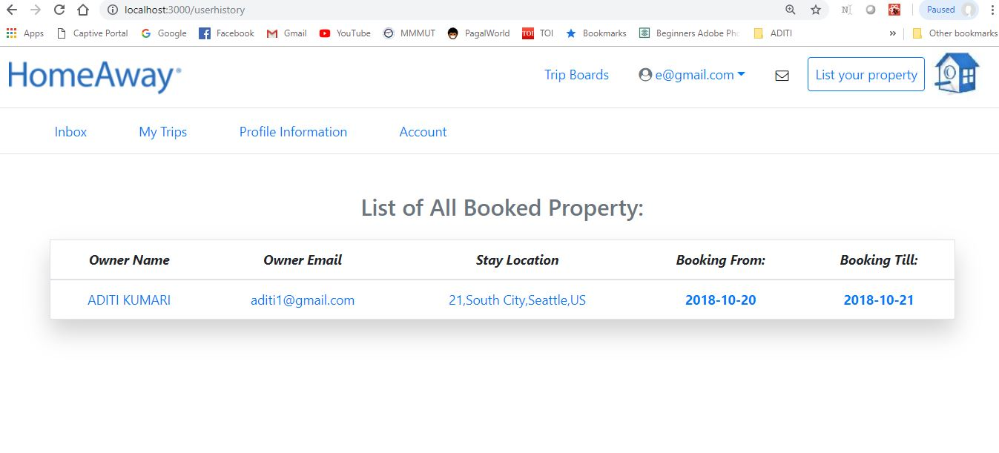 localhost:3000/userhistory
Paused
Apps Captive Portal Google Facebook Gmail YouTube MMMUT PagalWorld TOI TOI Bookmarks Beginners Adobe Pho ADITI » Other bookmarks
HomeAway® Trip Boards e@gmail.com List your property
Inbox My Trips Profile Information Account
List of All Booked Property:
Owner Name Owner Email Stay Location Booking From: Booking Till:
ADITI KUMARI aditi1@gmail.com 21,South City,Seattle,US 2018-10-20 2018-10-21